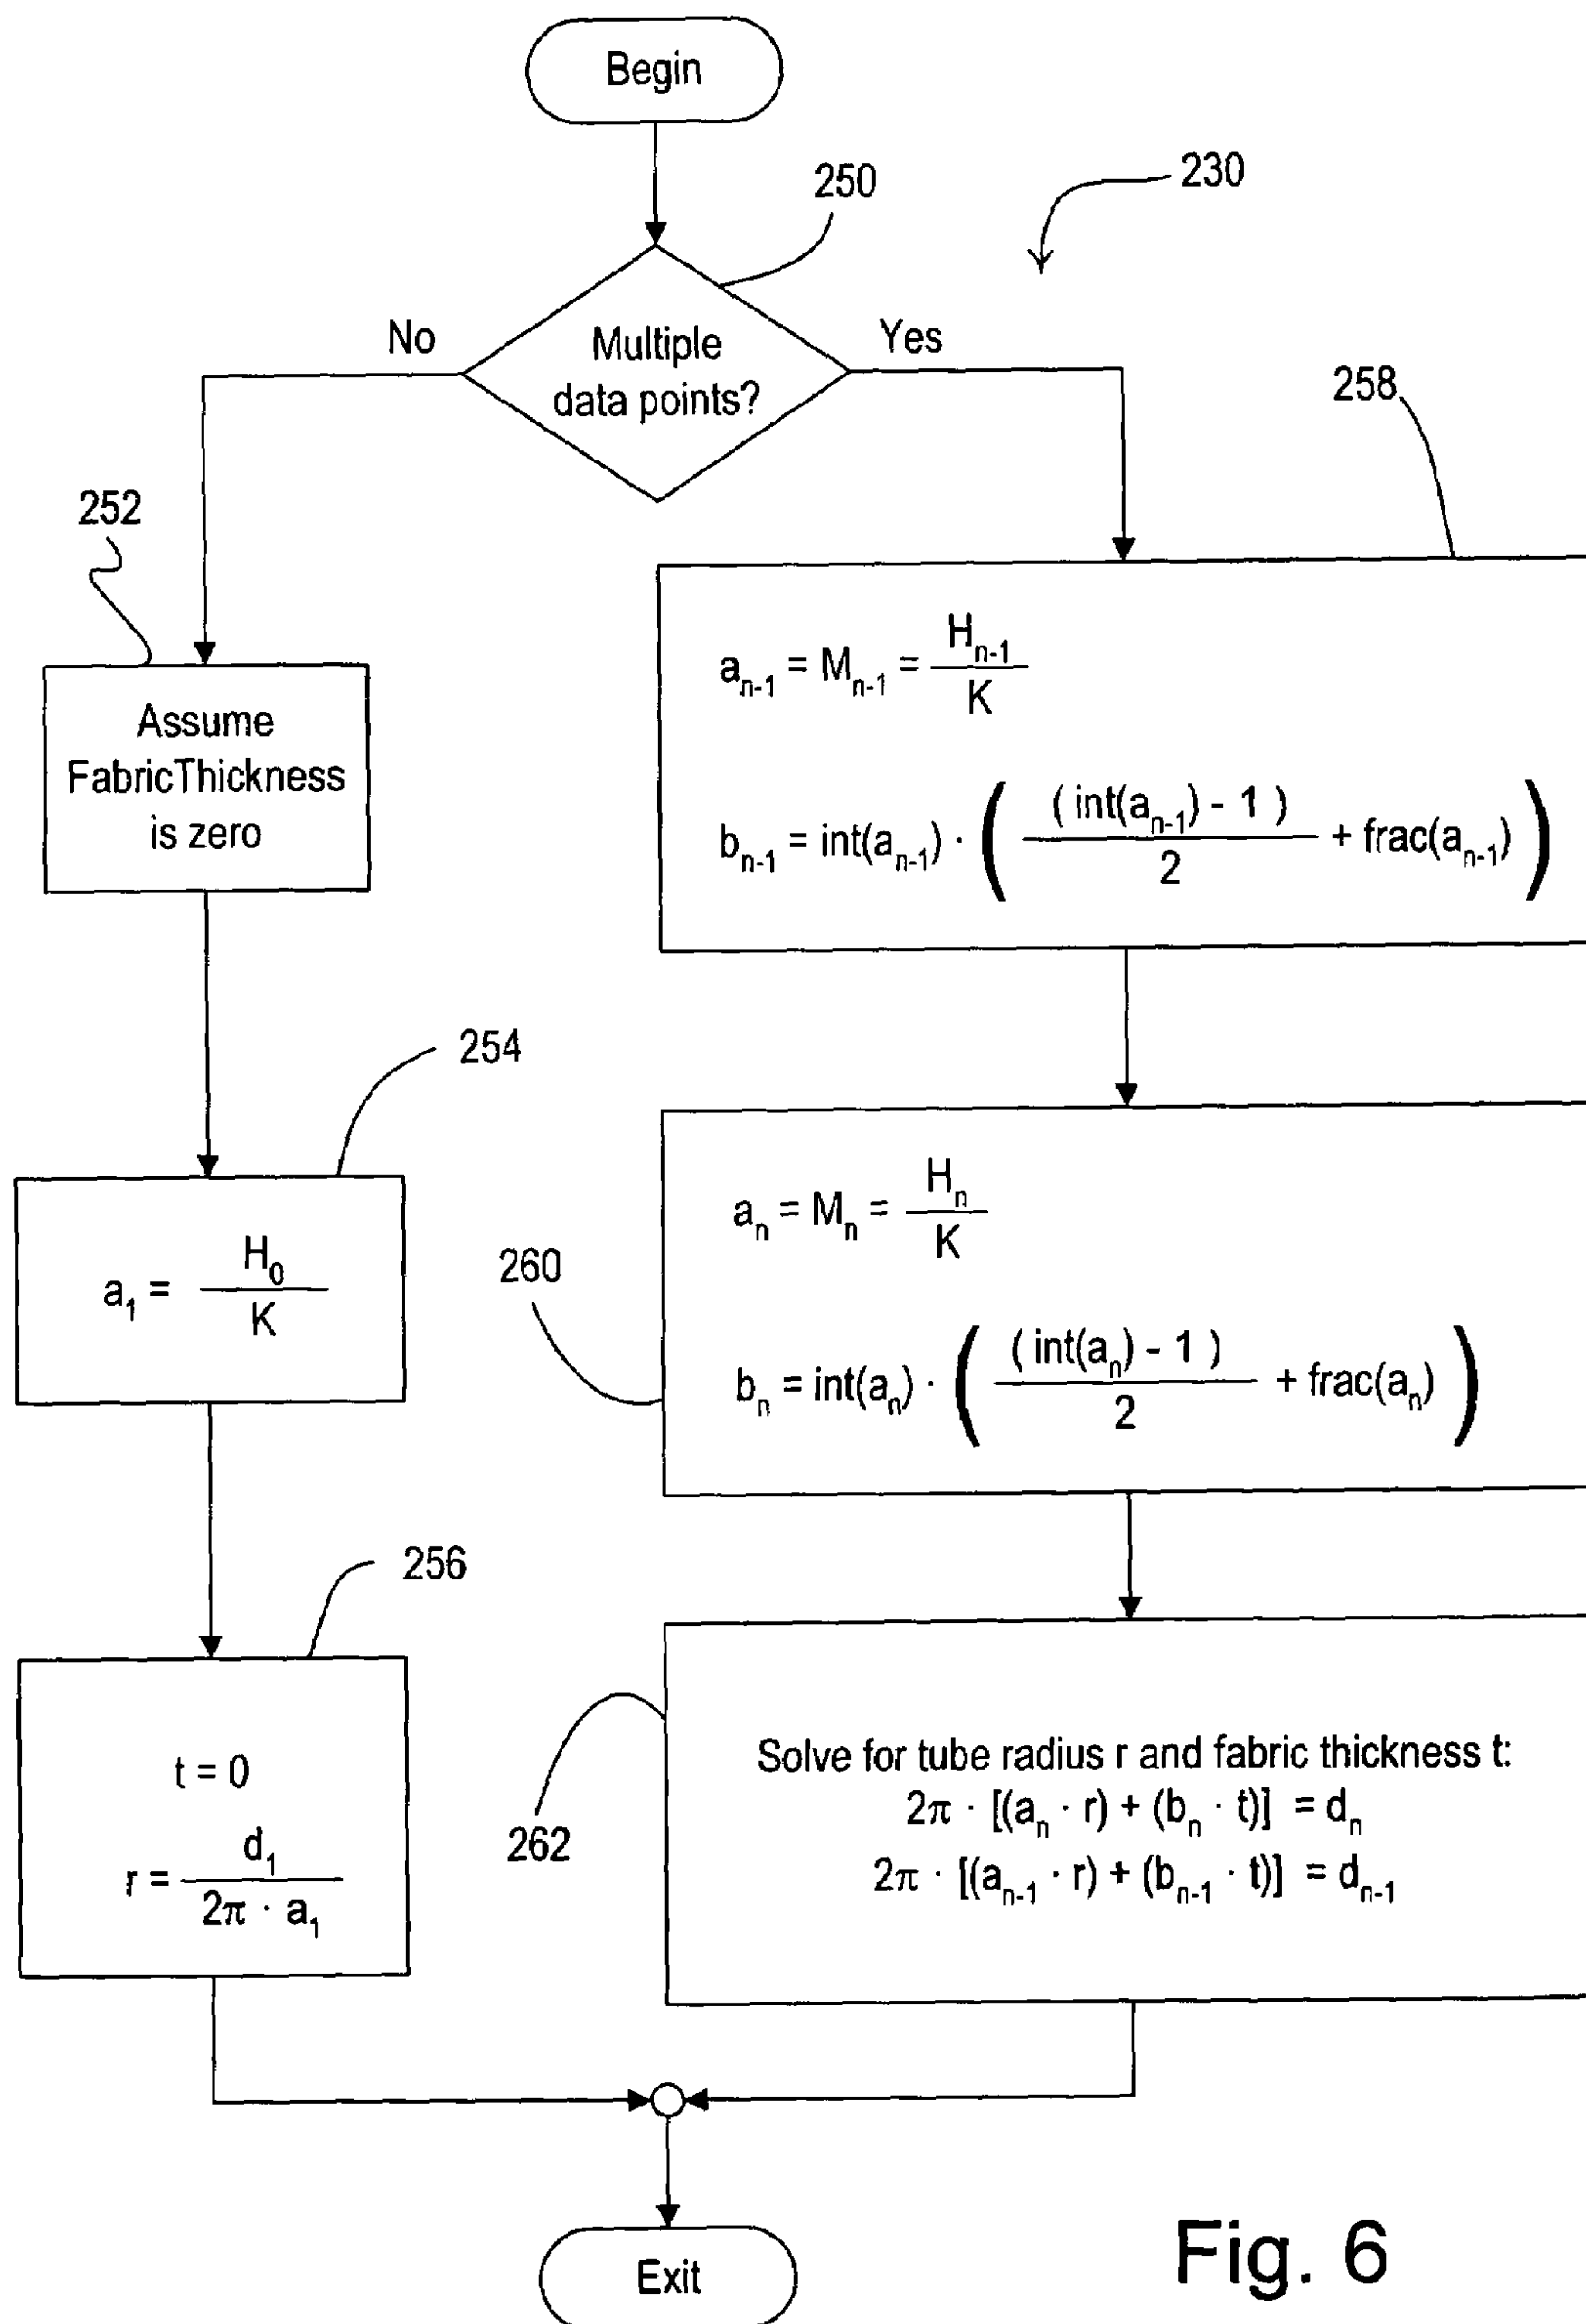 Begin
250
230
No
Multiple
data points?
Yes
258
252
Assume
FabricThickness
is zero
a_{n-1} = M_{n-1} = H_{n-1} / K
b_{n-1} = int(a_{n-1}) · ( ( int(a_{n-1}) - 1 ) / 2 + frac(a_{n-1}) )
254
a_1 = H_0 / K
260
a_n = M_n = H_n / K
b_n = int(a_n) · ( ( int(a_n) - 1 ) / 2 + frac(a_n) )
256
t = 0
r = d_1 / 2π · a_1
262
Solve for tube radius r and fabric thickness t:
2π · [(a_n · r) + (b_n · t)] = d_n
2π · [(a_{n-1} · r) + (b_{n-1} · t)] = d_{n-1}
Exit
Fig. 6